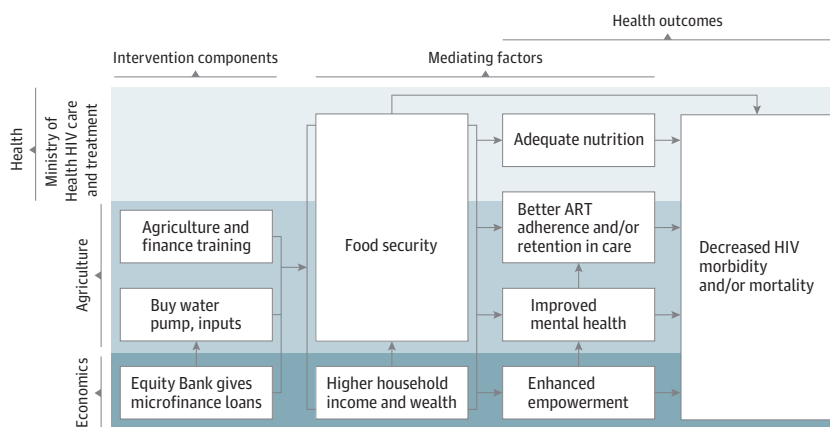 Health outcomes
Intervention components
Mediating factors
Health
Ministry of
Health HIV care
and treatment
Adequate nutrition
Agriculture
Agriculture and
finance training
Food security
Better ART
adherence and/or
retention in care
Decreased HIV
morbidity
and/or mortality
Buy water
pump, inputs
Improved
mental health
Economics
Equity Bank gives
microfinance loans
Higher household
income and wealth
Enhanced
empowerment